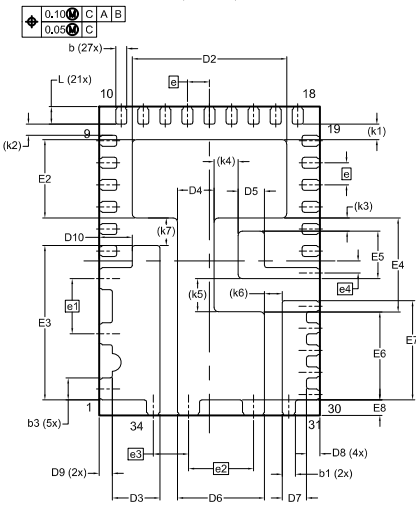 0.10 Ⓜ C A B
0.05 Ⓜ C
b (27x)
D2
e
L (21x)
10
18
9
19
(k2)
(k1)
(k4)
e
E2
D4
D5
(k3)
(k7)
D10
E5
E4
e4
e1
(k5)
(k6)
E3
E7
E6
1
30
E8
b3 (5x)
34
31
e3
e2
D8 (4x)
D9 (2x)
b1 (2x)
D3
D6
D7